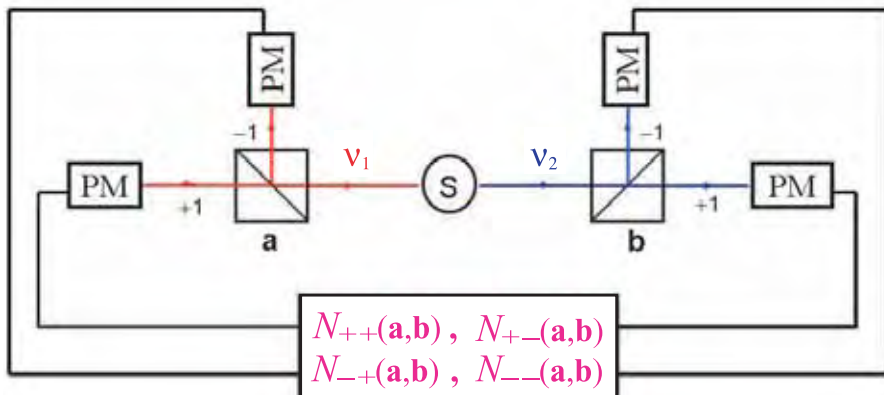 PM PM
−1 −1
ν₁ ν₂
PM S PM
+1 +1
a b
N₊₊(a,b) , N₊₋(a,b)
N₋₊(a,b) , N₋₋(a,b)